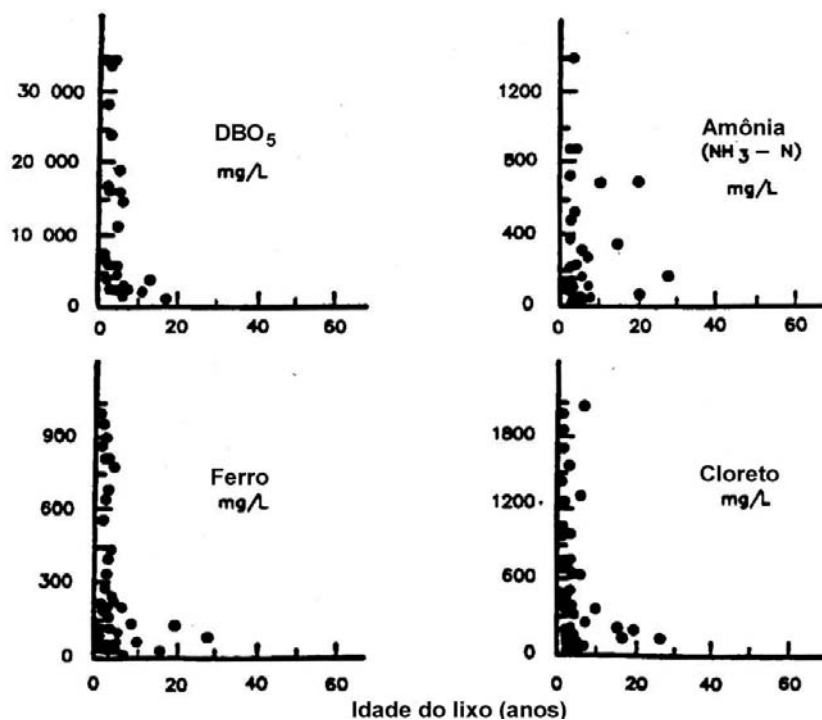 30 000
20 000
10 000
0
DBO5
mg/L
0 20 40 60
1200
800
400
0
Amônia
(NH3 – N)
mg/L
0 20 40 60
900
600
300
0
Ferro
mg/L
0 20 40 60
1800
1200
600
0
Cloreto
mg/L
0 20 40 60
Idade do lixo (anos)